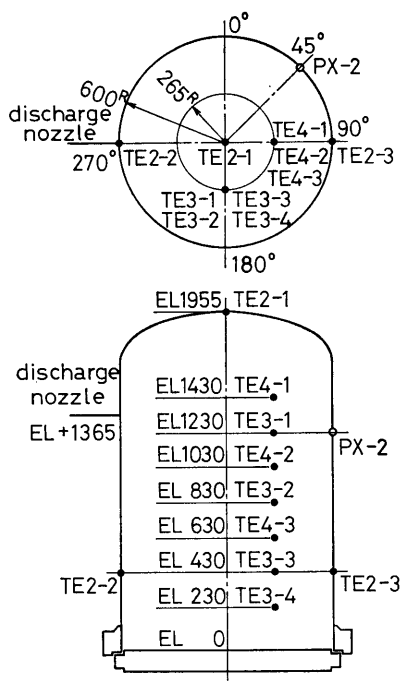 0°
45°
PX-2
600R
265R
discharge
nozzle
TE4-1
90°
270°
TE2-2
TE2-1
TE4-2
TE2-3
TE4-3
TE3-1
TE3-3
TE3-2
TE3-4
180°
EL1955 TE2-1
discharge
nozzle
EL+1365
EL1430 TE4-1
EL1230 TE3-1
PX-2
EL1030 TE4-2
EL 830 TE3-2
EL 630 TE4-3
EL 430 TE3-3
TE2-2
TE2-3
EL 230 TE3-4
EL 0